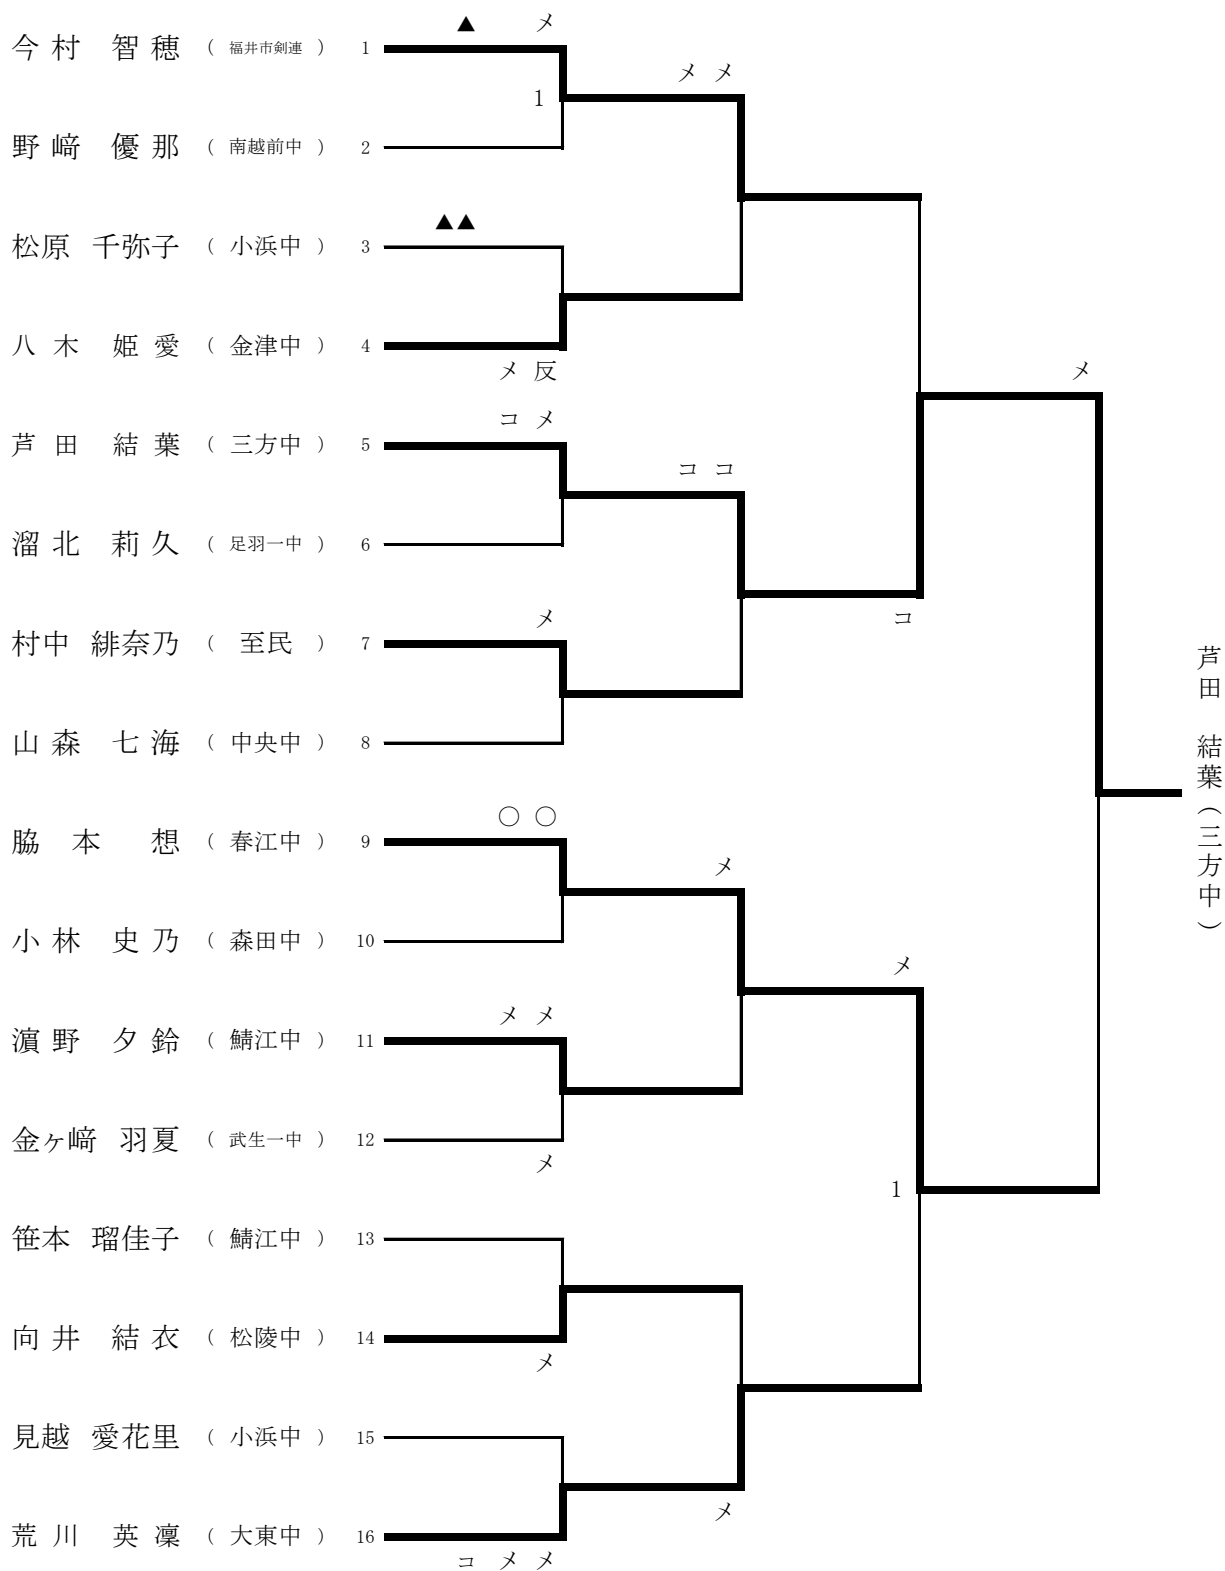 ▲ メ
今村 智穂 （ 福井市剣連 ） 1
メ メ
1
野﨑 優那 （ 南越前中 ） 2
▲▲
松原 千弥子 （ 小浜中 ） 3
八木 姫愛 （ 金津中 ） 4
メ 反
メ
コ メ
芦田 結葉 （ 三方中 ） 5
コ コ
溜北 莉久 （ 足羽一中 ） 6
メ
コ
村中 緋奈乃 （ 至民 ） 7
山森 七海 （ 中央中 ） 8
芦田 結葉（三方中）
○ ○
脇本 想 （ 春江中 ） 9
メ
小林 史乃 （ 森田中 ） 10
メ
メ メ
濵野 夕鈴 （ 鯖江中 ） 11
金ヶ﨑 羽夏 （ 武生一中 ） 12
メ
1
笹本 瑠佳子 （ 鯖江中 ） 13
向井 結衣 （ 松陵中 ） 14
メ
見越 愛花里 （ 小浜中 ） 15
メ
荒川 英凜 （ 大東中 ） 16
コ メ メ